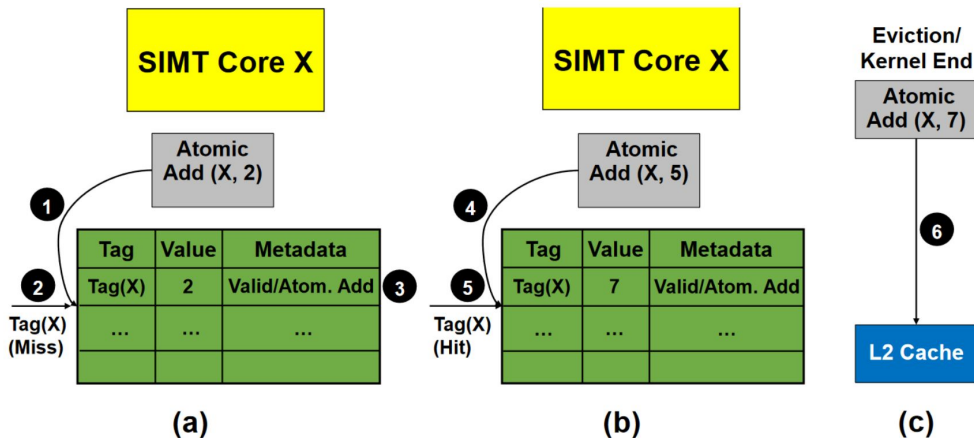 SIMT Core X
Atomic
Add (X, 2)
1
Tag Value Metadata
2
Tag(X) 2 Valid/Atom. Add
3
Tag(X)
(Miss)
... ... ...
(a)
SIMT Core X
Atomic
Add (X, 5)
4
Tag Value Metadata
5
Tag(X) 7 Valid/Atom. Add
Tag(X)
(Hit)
... ... ...
(b)
Eviction/
Kernel End
Atomic
Add (X, 7)
6
L2 Cache
(c)